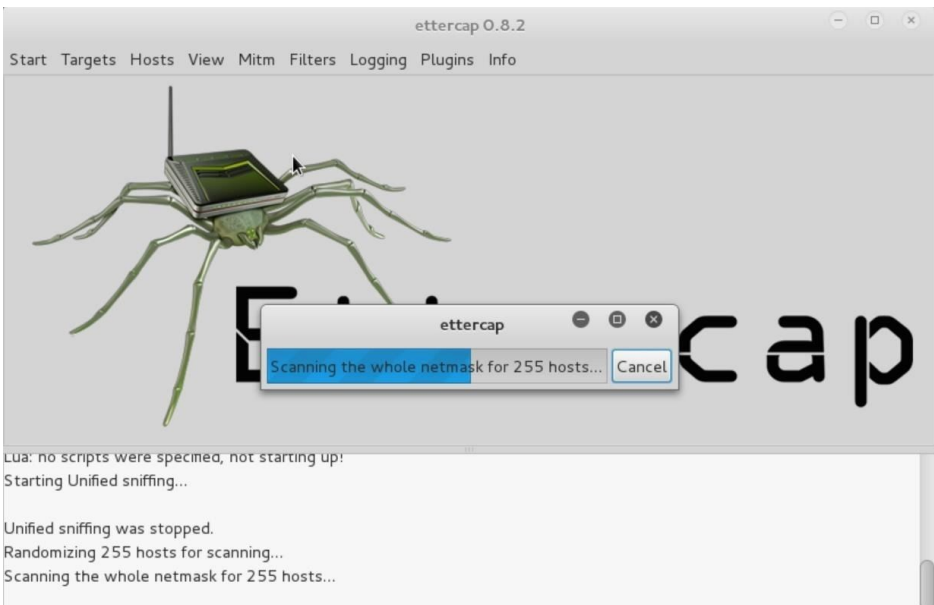 ettercap 0.8.2
Start Targets Hosts View Mitm Filters Logging Plugins Info
ettercap
Scanning the whole netmask for 255 hosts... Cancel
E cap
Lua: no scripts were specified, not starting up!
Starting Unified sniffing...
Unified sniffing was stopped.
Randomizing 255 hosts for scanning...
Scanning the whole netmask for 255 hosts...